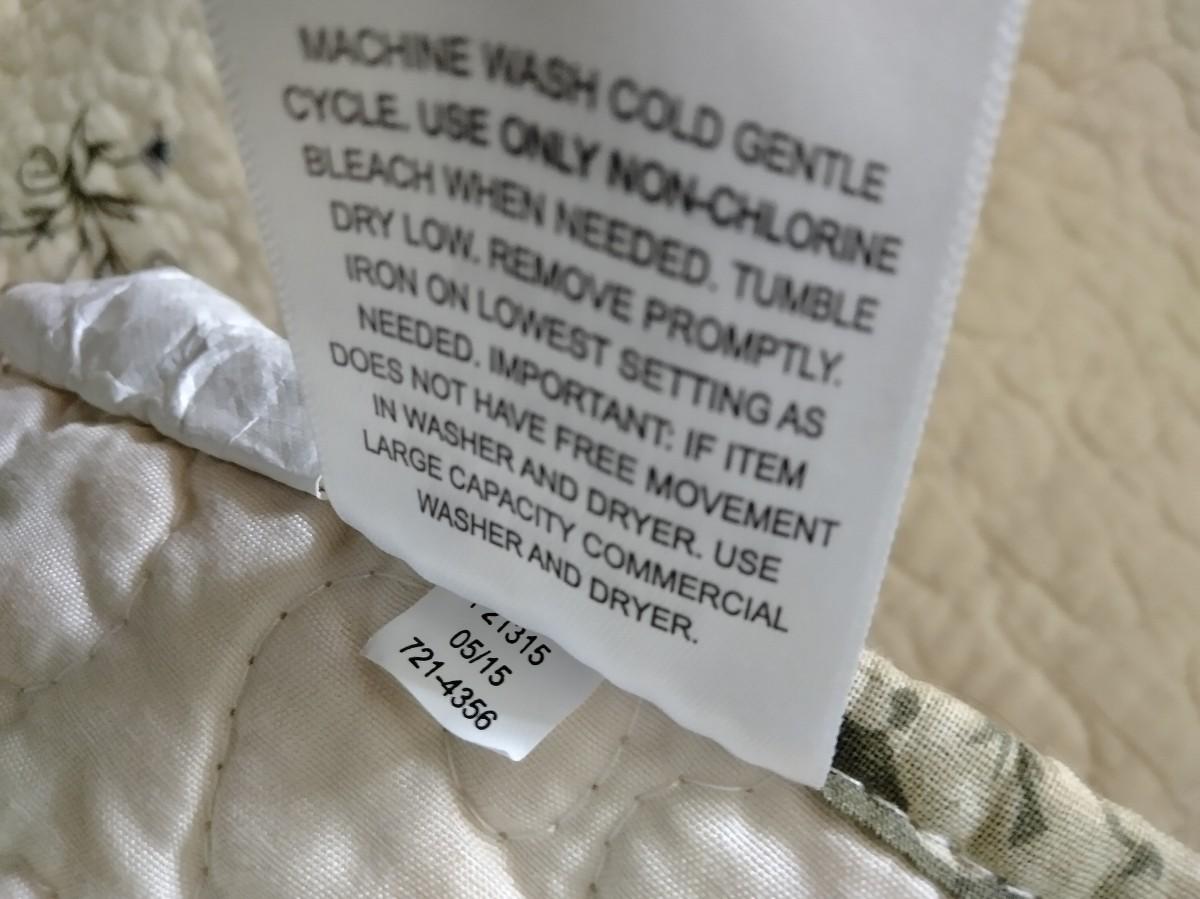 MACHINE WASH COLD GENTLE
CYCLE. USE ONLY NON-CHLORINE
BLEACH WHEN NEEDED. TUMBLE
DRY LOW. REMOVE PROMPTLY.
IRON ON LOWEST SETTING AS
NEEDED. IMPORTANT: IF ITEM
DOES NOT HAVE FREE MOVEMENT
IN WASHER AND DRYER. USE
LARGE CAPACITY COMMERCIAL
WASHER AND DRYER.
05/15
721-4356